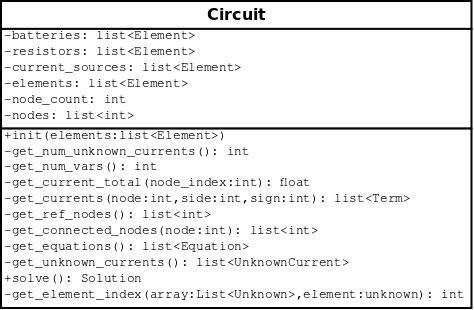 Circuit
-batteries: list<Element>
-resistors: list<Element>
-current_sources: list<Element>
-elements: list<Element>
-node_count: int
-nodes: list<int>
+init(elements:list<Element>)
-get_num_unknown_currents(): int
-get_num_vars(): int
-get_current_total(node_index:int): float
-get_currents(node:int,side:int,sign:int): list<Term>
-get_ref_nodes(): list<int>
-get_connected_nodes(node:int): list<int>
-get_equations(): list<Equation>
-get_unknown_currents(): list<UnknownCurrent>
+solve(): Solution
-get_element_index(array:List<Unknown>,element:unknown): int